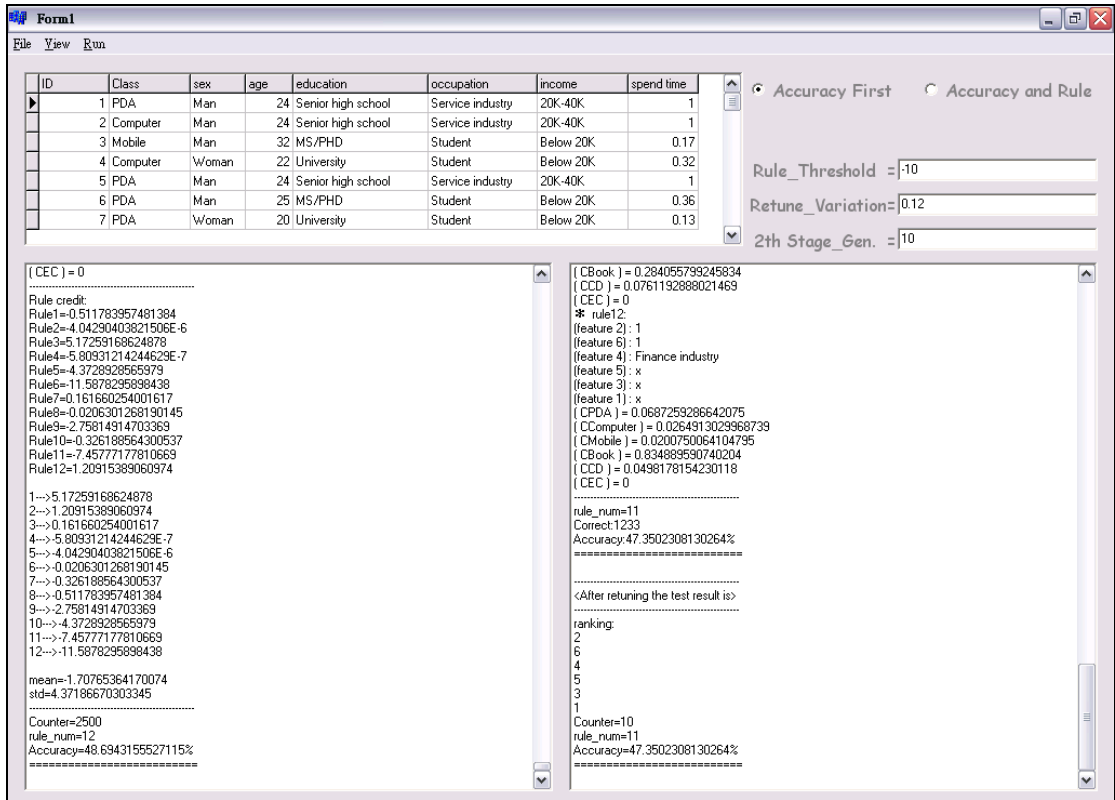 Form1
File View Run
ID Class sex age education occupation income spend time
1 PDA Man 24 Senior high school Service industry 20K-40K 1
2 Computer Man 24 Senior high school Service industry 20K-40K 1
3 Mobile Man 32 MS/PHD Student Below 20K 0.17
4 Computer Woman 22 University Student Below 20K 0.32
5 PDA Man 24 Senior high school Service industry 20K-40K 1
6 PDA Man 25 MS/PHD Student Below 20K 0.36
7 PDA Woman 20 University Student Below 20K 0.13
Accuracy First Accuracy and Rule
Rule_Threshold =-10
Retune_Variation=0.12
2th Stage_Gen. =10
( CEC ) = 0
--------------------------------------------------
Rule credit:
Rule1=-0.511783957481384
Rule2=-4.04290403821506E-6
Rule3=5.17259168624878
Rule4=-5.80931214244629E-7
Rule5=-4.3728928565979
Rule6=-11.5878295898438
Rule7=0.161660254001617
Rule8=-0.0206301268190145
Rule9=-2.75814914703369
Rule10=-0.326188564300537
Rule11=-7.45777177810669
Rule12=1.20915389060974
1--->5.17259168624878
2--->1.20915389060974
3--->0.161660254001617
4--->-5.80931214244629E-7
5--->-4.04290403821506E-6
6--->-0.0206301268190145
7--->-0.326188564300537
8--->-0.511783957481384
9--->-2.75814914703369
10--->-4.3728928565979
11--->-7.45777177810669
12--->-11.5878295898438
mean=-1.70765364170074
std=4.37186670303345
--------------------------------------------------
Counter=2500
rule_num=12
Accuracy=48.6943155527115%
==========================
( CBook ) = 0.284055799245834
( CCD ) = 0.0761192888021469
( CEC ) = 0
* rule12:
(feature 2) : 1
(feature 6) : 1
(feature 4) : Finance industry
(feature 5) : x
(feature 3) : x
(feature 1) : x
( CPDA ) = 0.0687259286642075
( CComputer ) = 0.0264913029968739
( CMobile ) = 0.0200750064104795
( CBook ) = 0.834889590740204
( CCD ) = 0.0498178154230118
( CEC ) = 0
--------------------------------------------------
rule_num=11
Correct:1233
Accuracy:47.3502308130264%
==========================
--------------------------------------------------
<After retuning the test result is>
--------------------------------------------------
ranking:
2
6
4
5
3
1
Counter=10
rule_num=11
Accuracy=47.3502308130264%
==========================